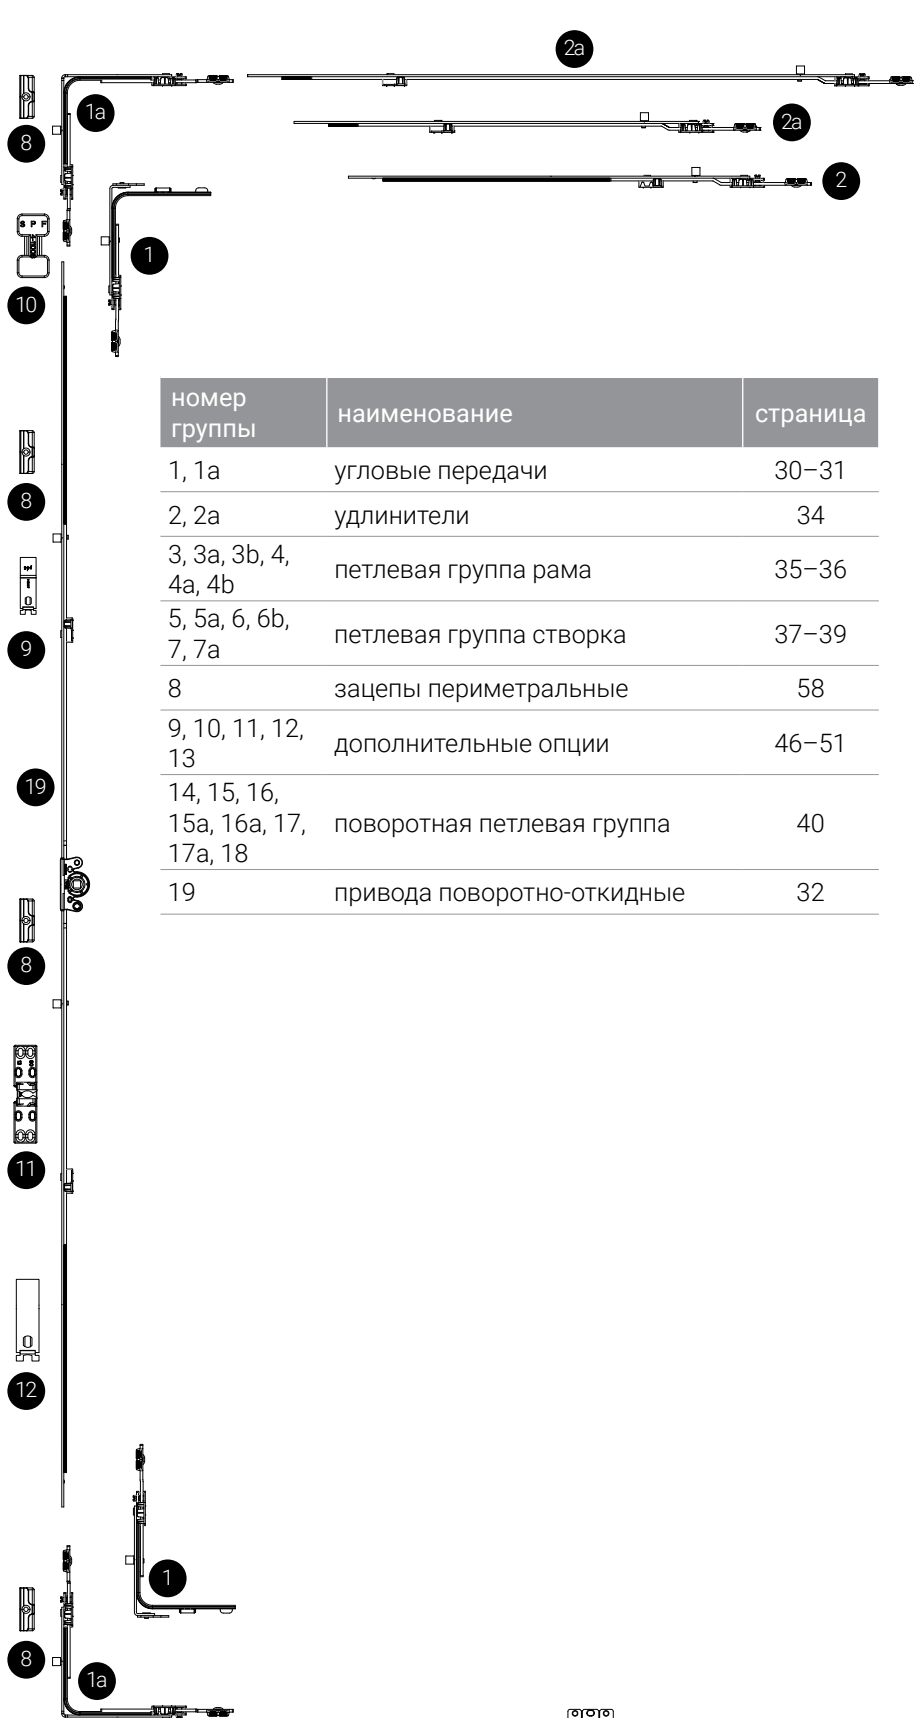 2a
1a
2a
8
2
S P F
1
10
номер
группы
наименование
страница
1, 1a
угловые передачи
30–31
8
2, 2a
удлинители
34
3, 3a, 3b, 4,
4a, 4b
петлевая группа рама
35–36
9
5, 5a, 6, 6b,
7, 7a
петлевая группа створка
37–39
8
зацепы периметральные
58
9, 10, 11, 12,
13
дополнительные опции
46–51
19
14, 15, 16,
15a, 16a, 17,
17a, 18
поворотная петлевая группа
40
19
привода поворотно-откидные
32
8
11
12
1
8
1a